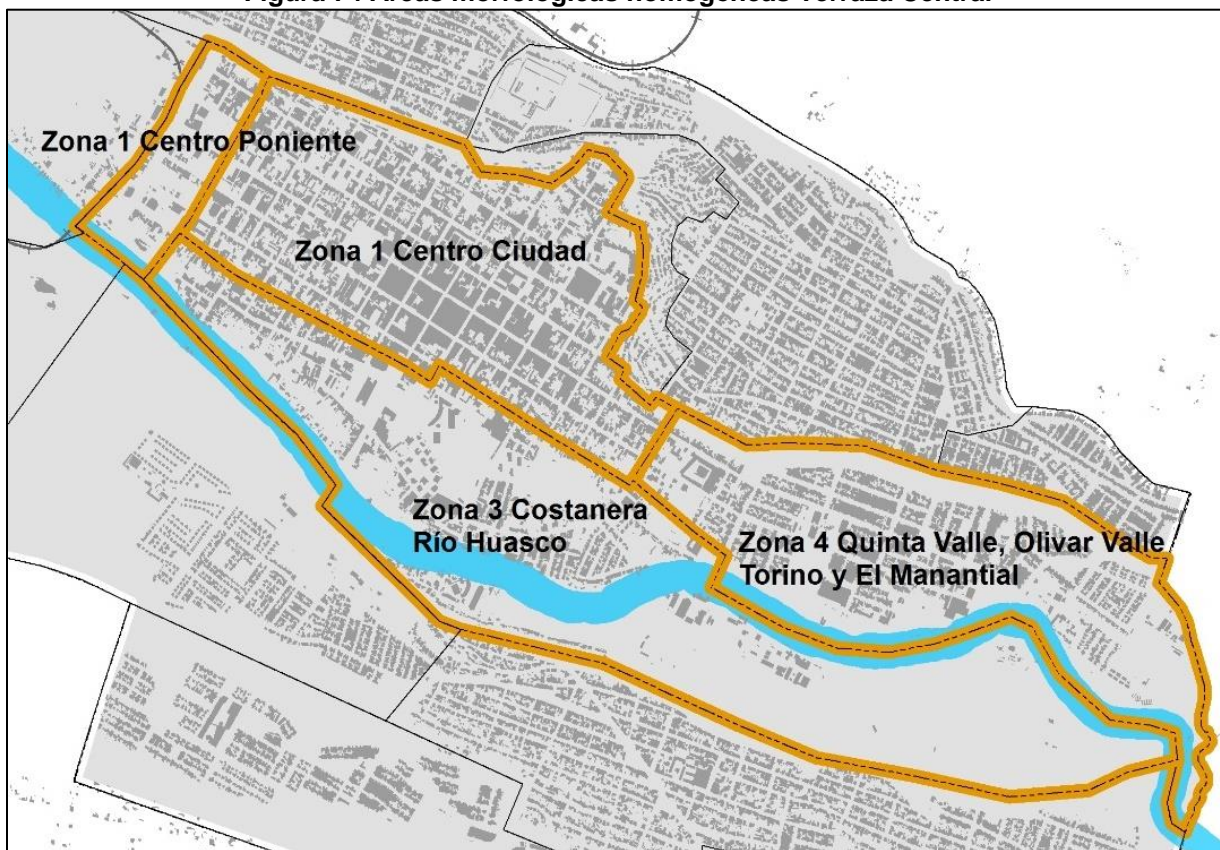 Zona 1 Centro Poniente
Zona 1 Centro Ciudad
Zona 3 Costanera
Río Huasco
Zona 4 Quinta Valle, Olivar Valle
Torino y El Manantial